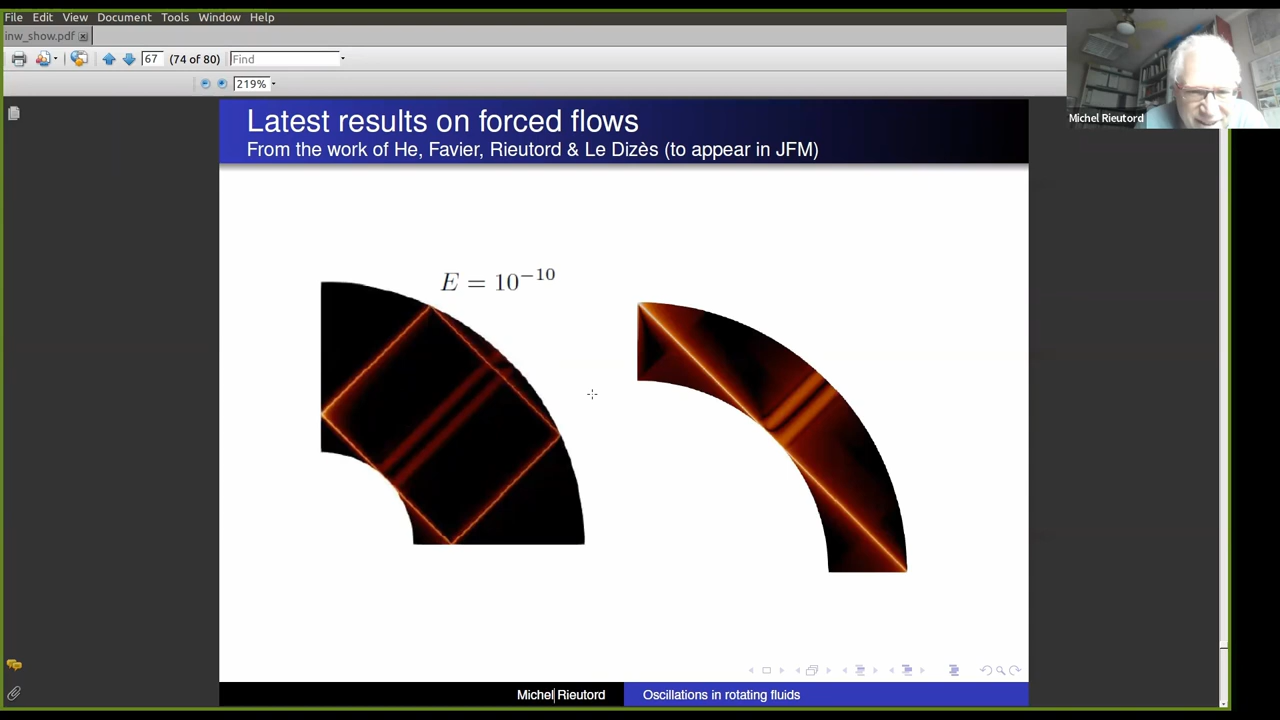 File Edit View Document Tools Window Help
inw_show.pdf
67 (74 of 80) Find
219%
Michel Rieutord
Latest results on forced flows
From the work of He, Favier, Rieutord & Le Dizès (to appear in JFM)
E = 10⁻¹⁰
Michel Rieutord Oscillations in rotating fluids